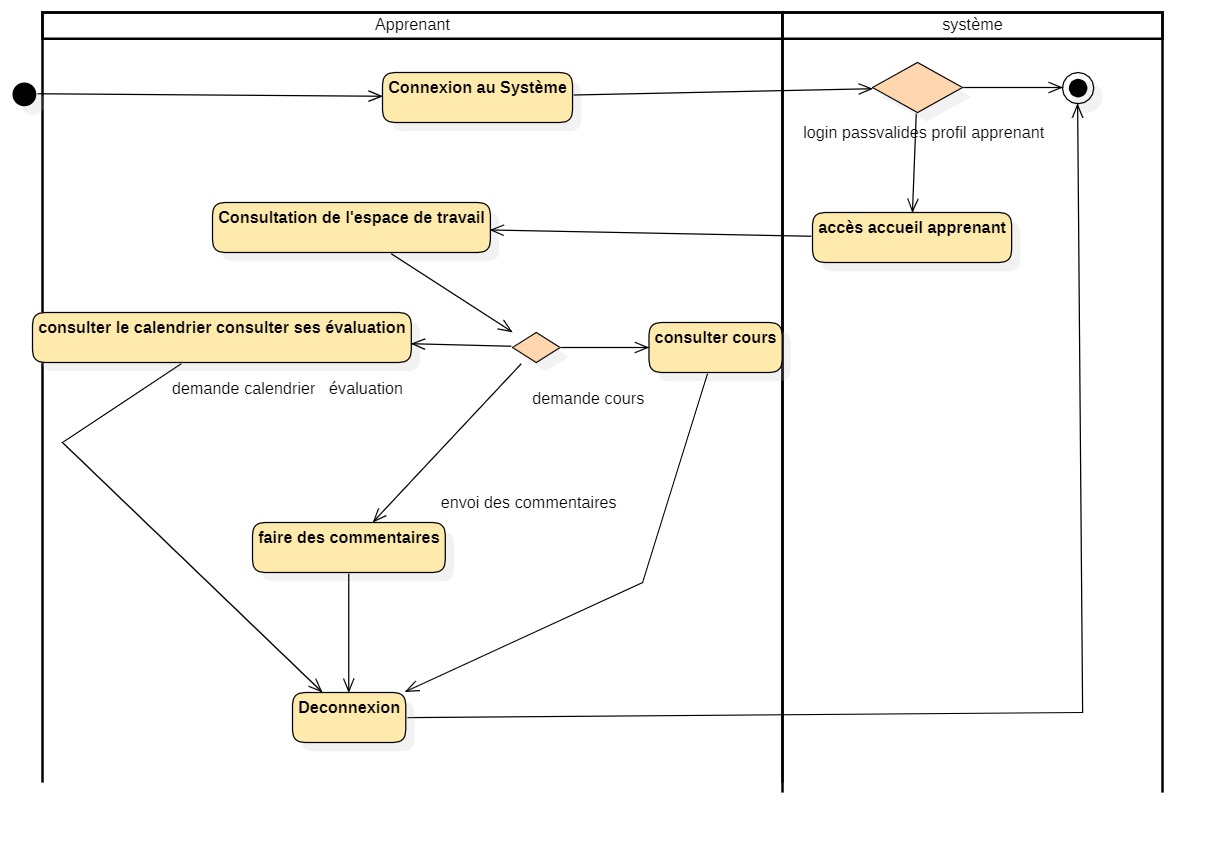 Apprenant
système
Connexion au Système
login passvalides profil apprenant
Consultation de l'espace de travail
accès accueil apprenant
consulter le calendrier consulter ses évaluation
consulter cours
demande calendrier évaluation
demande cours
envoi des commentaires
faire des commentaires
Deconnexion